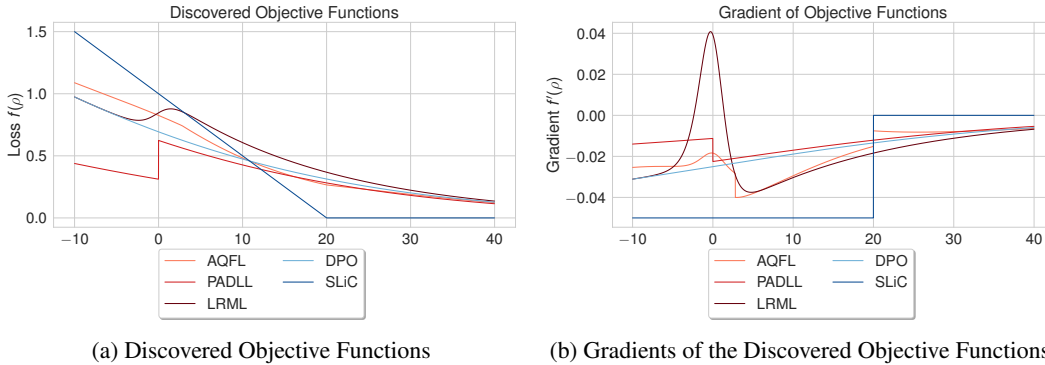 Discovered Objective Functions
Loss f(ρ)
1.5
1.0
0.5
0.0
−10 0 10 20 30 40
AQFL DPO
PADLL SLiC
LRML
(a) Discovered Objective Functions
Gradient of Objective Functions
Gradient f′(ρ)
0.04
0.02
0.00
−0.02
−0.04
−10 0 10 20 30 40
AQFL DPO
PADLL SLiC
LRML
(b) Gradients of the Discovered Objective Functions